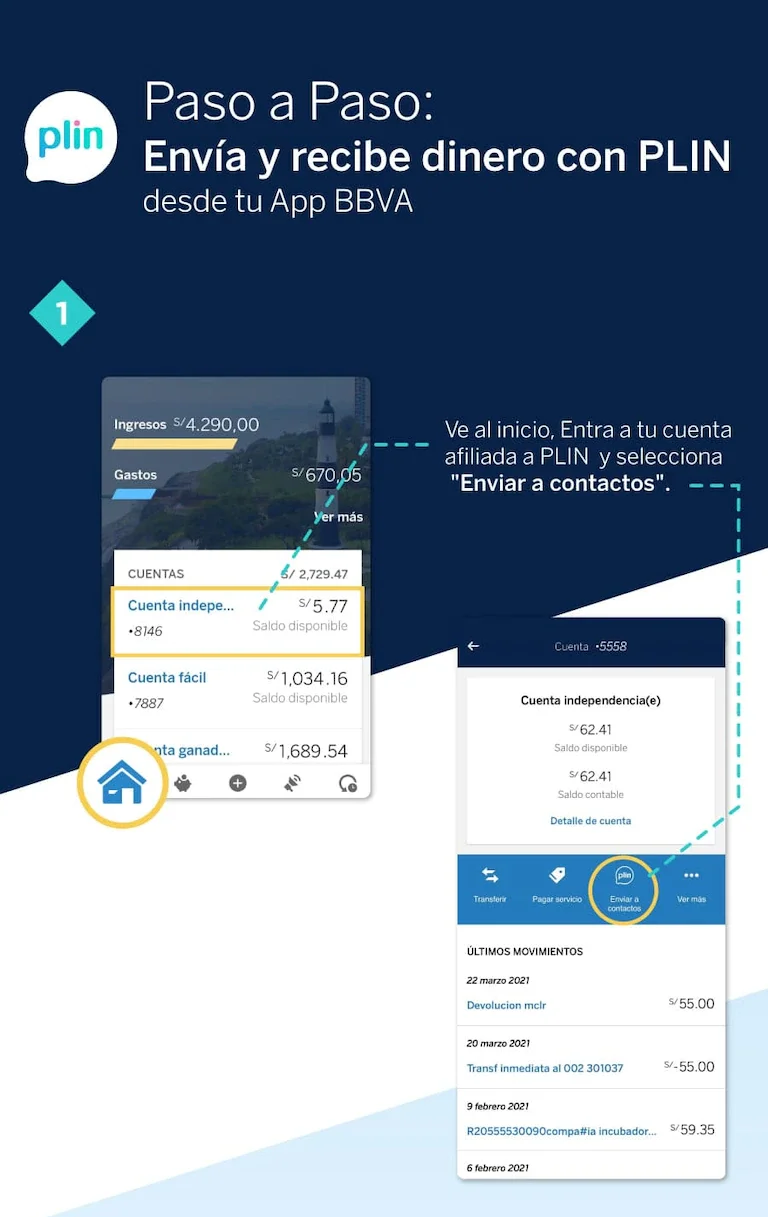 plin
Paso a Paso:
Envía y recibe dinero con PLIN
desde tu App BBVA
1
Ingresos S/4.290,00
Gastos S/670,05
Ver más
CUENTAS S/ 2,729.47
Cuenta indepe... S/5.77
•8146 Saldo disponible
Cuenta fácil S/1,034.16
•7887 Saldo disponible
nta ganad... S/1,689.54
Ve al inicio, Entra a tu cuenta
afiliada a PLIN y selecciona
"Enviar a contactos".
Cuenta •5558
Cuenta independencia(e)
S/62.41
Saldo disponible
S/62.41
Saldo contable
Detalle de cuenta
plin
Transferir Pagar servicio Enviar a contactos Ver más
ÚLTIMOS MOVIMIENTOS
22 marzo 2021
Devolucion mclr S/55.00
20 marzo 2021
Transf inmediata al 002 301037 S/-55.00
9 febrero 2021
R20555530090compa#ia incubador... S/59.35
6 febrero 2021